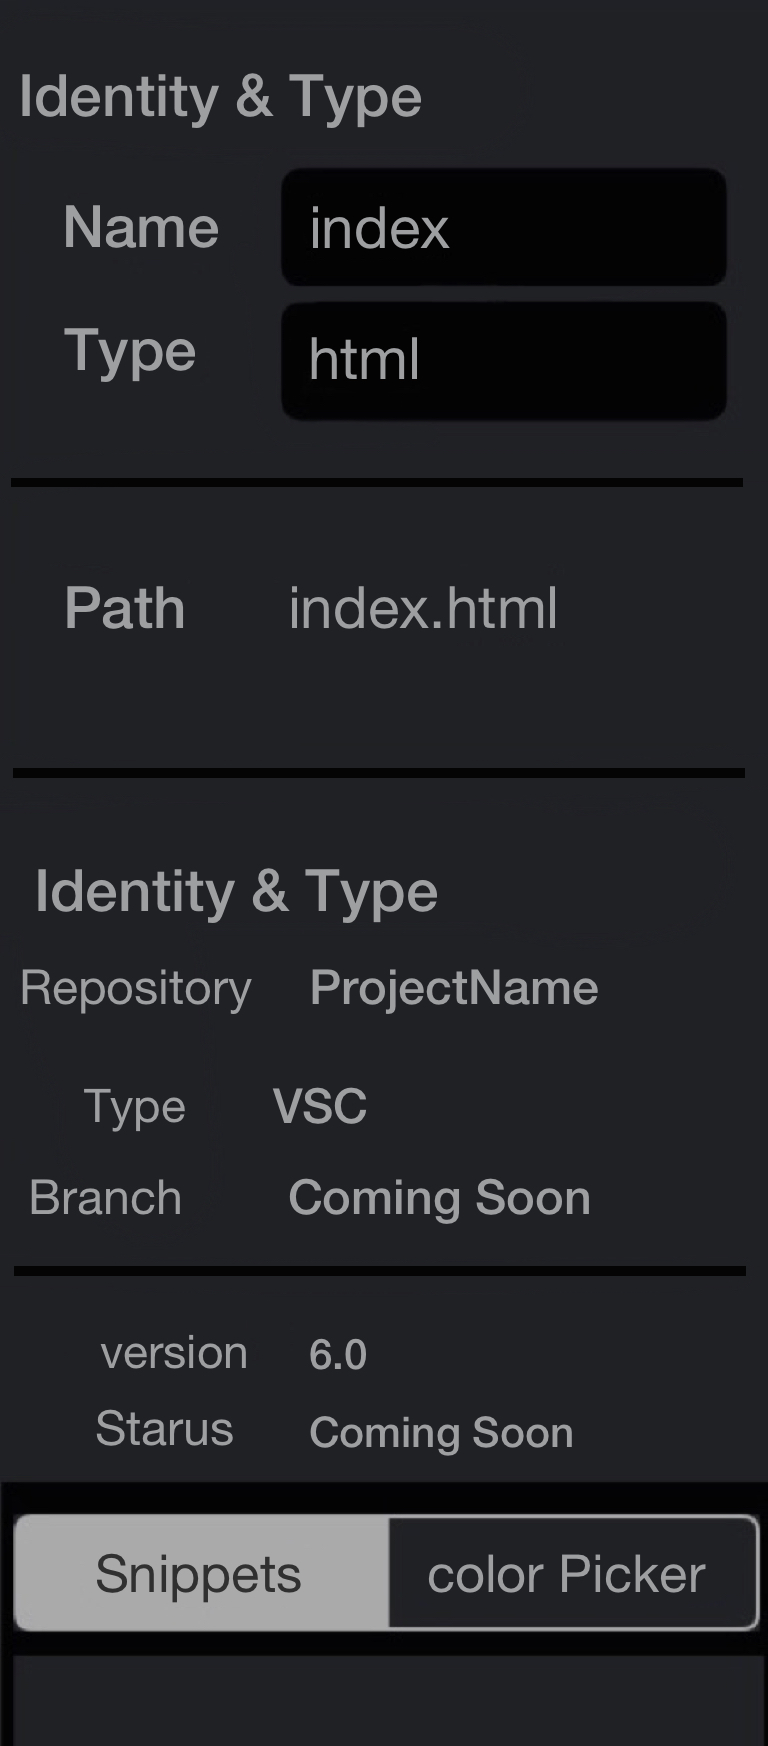 Identity & Type
Name index
Type html
Path index.html
Identity & Type
Repository ProjectName
Type VSC
Branch Coming Soon
version 6.0
Starus Coming Soon
Snippets color Picker